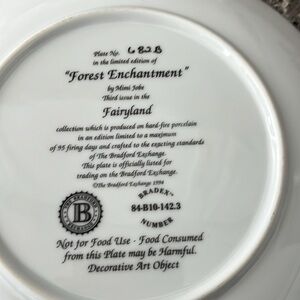 Plate No. 682B
in the limited edition of
"Forest Enchantment"
by Mimi Jobe
Third issue in the
Fairyland
collection which is produced on hard-fire porcelain
in an edition limited to a maximum
of 95 firing days and crafted to the exacting standards
of The Bradford Exchange.
This plate is officially listed for
trading on the Bradford Exchange.
©The Bradford Exchange 1994
BRADEX™
84-B10-142.3
NUMBER
B
Not for Food Use · Food Consumed
from this Plate may be Harmful.
Decorative Art Object